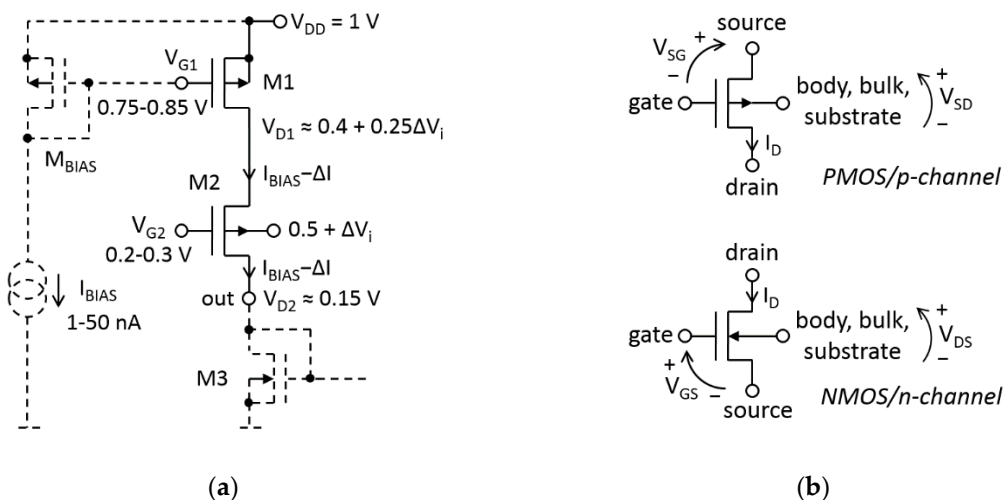 V_DD = 1 V
V_G1
M1
0.75-0.85 V
V_D1 ≈ 0.4 + 0.25ΔV_i
M_BIAS
I_BIAS−ΔI
M2
V_G2
0.5 + ΔV_i
0.2-0.3 V
I_BIAS−ΔI
I_BIAS
out
V_D2 ≈ 0.15 V
1-50 nA
M3
(a)
source
V_SG
+
−
gate
body, bulk,
substrate
+
V_SD
−
I_D
drain
PMOS/p-channel
drain
I_D
gate
body, bulk,
substrate
+
V_DS
−
+
V_GS
−
source
NMOS/n-channel
(b)